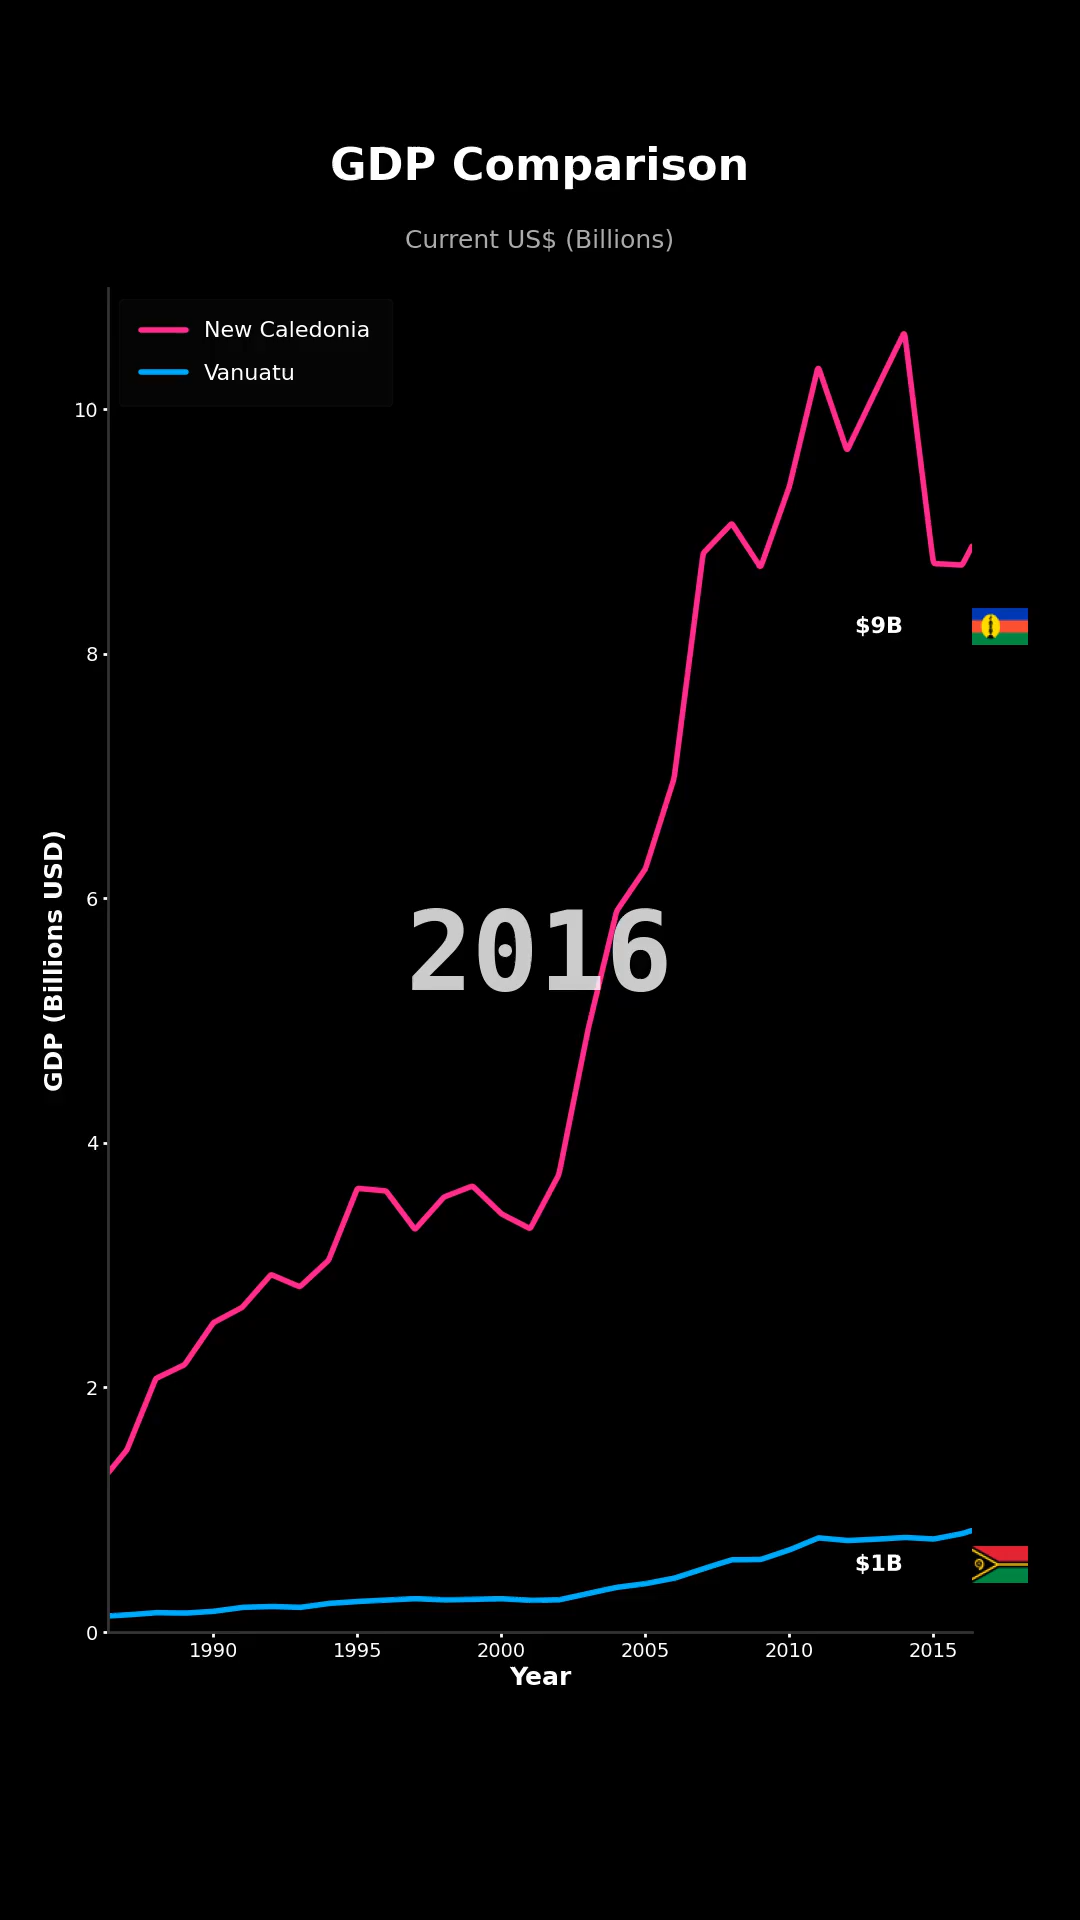 GDP Comparison
Current US$ (Billions)
New Caledonia
Vanuatu
10
8
6
4
2
0
GDP (Billions USD)
2016
$9B
$1B
1990 1995 2000 2005 2010 2015
Year